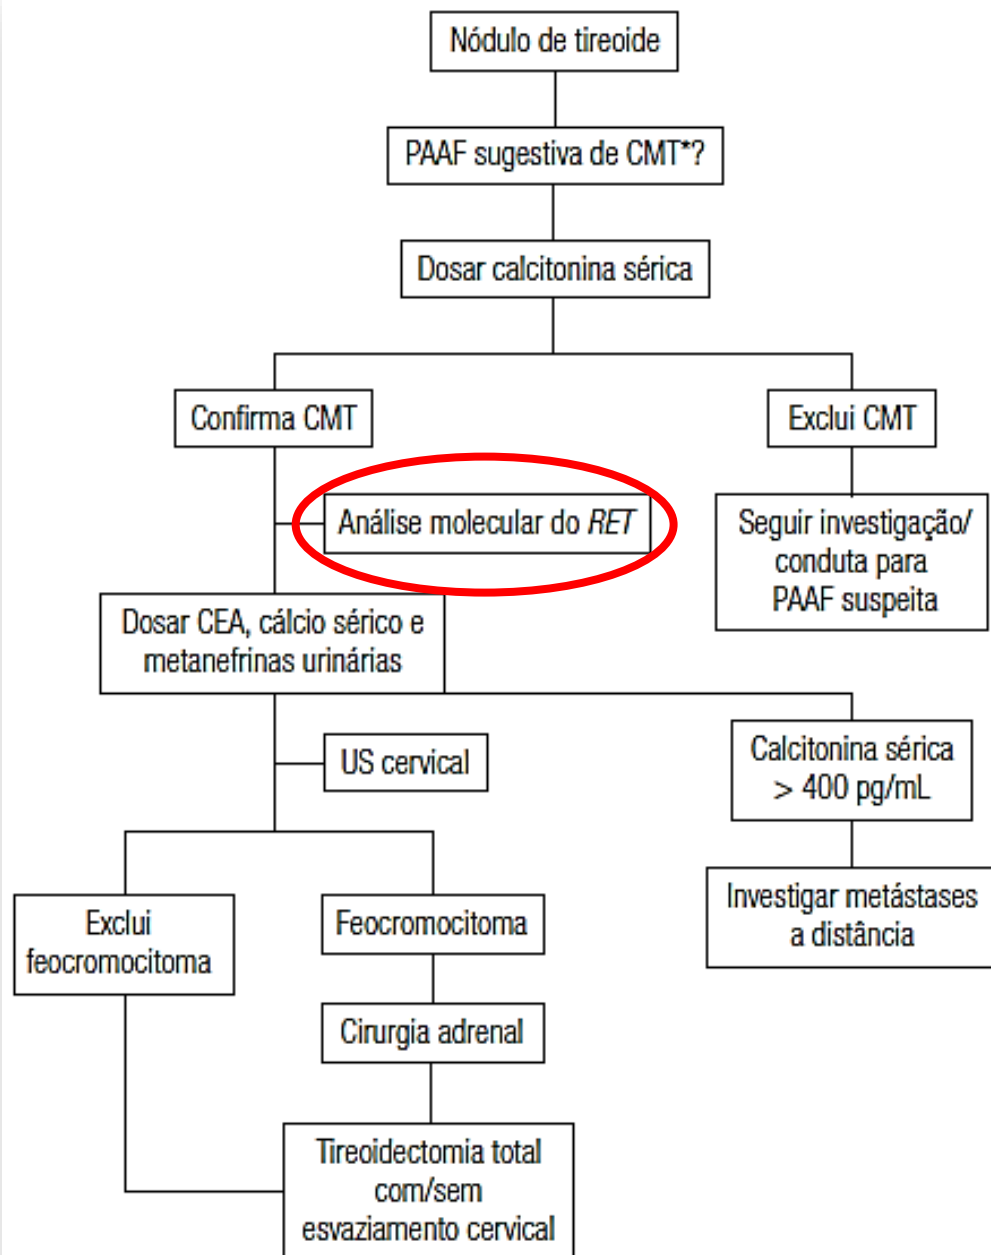 Nódulo de tireoide
PAAF sugestiva de CMT*?
Dosar calcitonina sérica
Confirma CMT
Exclui CMT
Análise molecular do RET
Seguir investigação/
conduta para
PAAF suspeita
Dosar CEA, cálcio sérico e
metanefrinas urinárias
US cervical
Calcitonina sérica
> 400 pg/mL
Investigar metástases
a distância
Exclui
feocromocitoma
Feocromocitoma
Cirurgia adrenal
Tireoidectomia total
com/sem
esvaziamento cervical